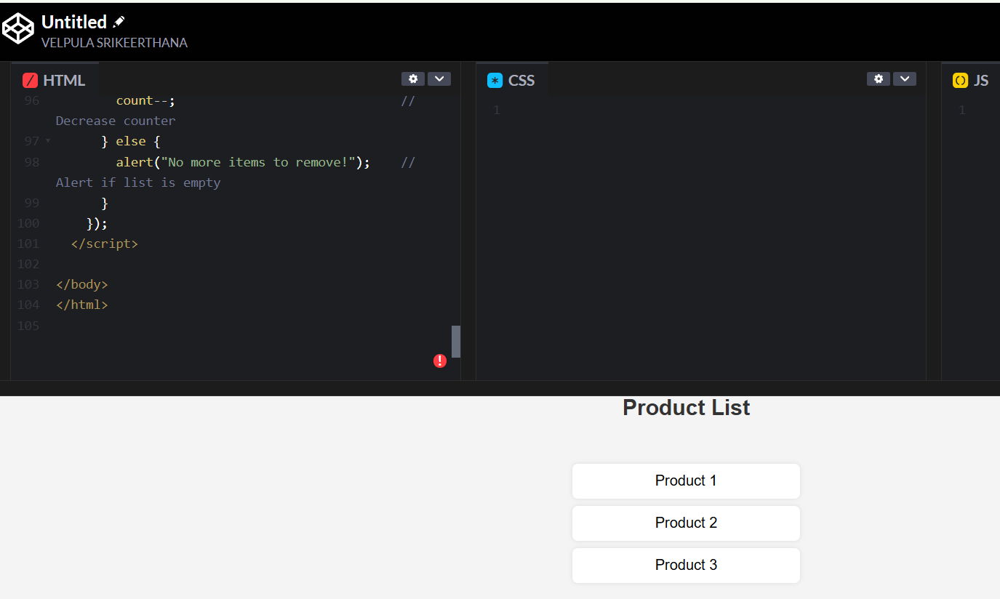 Untitled
VELPULA SRIKEERTHANA
HTML
96 count--; //
Decrease counter
97 } else {
98 alert("No more items to remove!"); //
Alert if list is empty
99 }
100 });
101 </script>
102
103 </body>
104 </html>
105
CSS
1
JS
1
Product List
Product 1
Product 2
Product 3